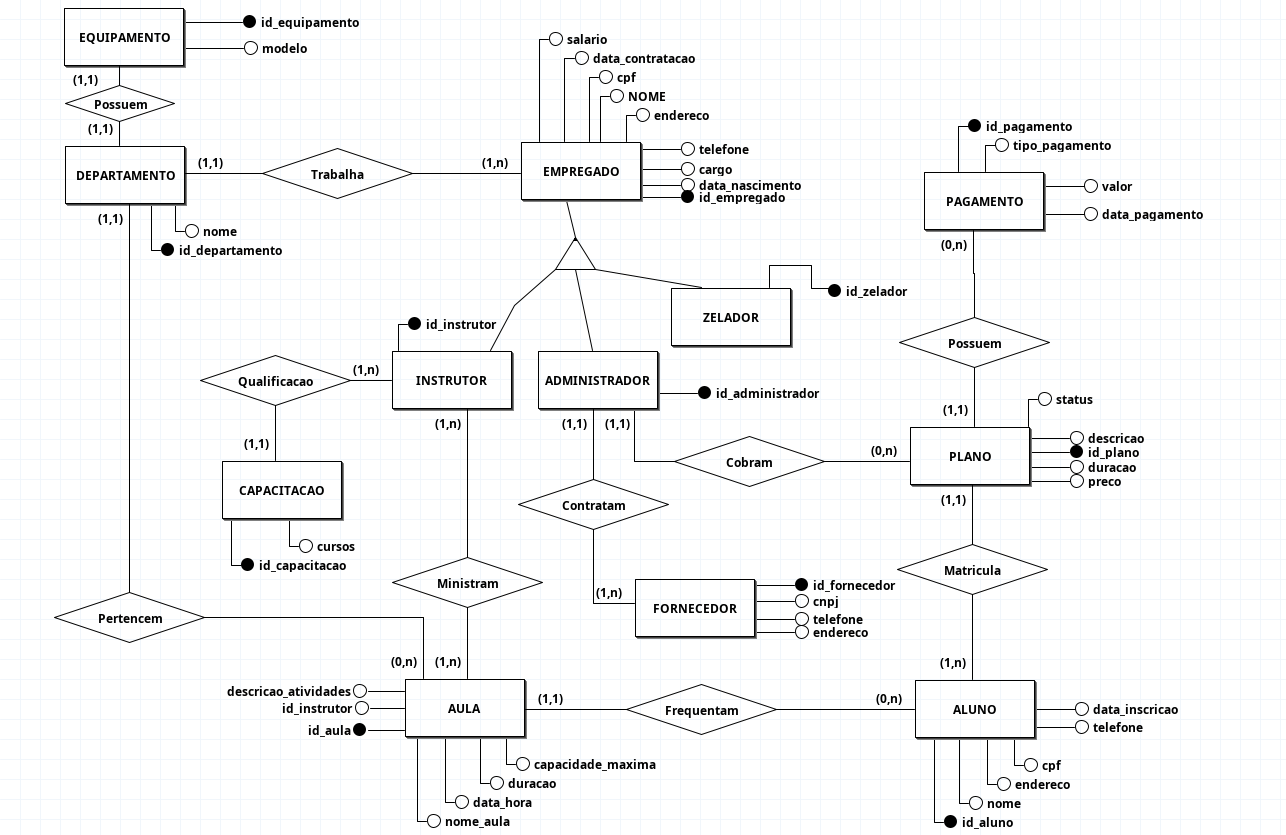 EQUIPAMENTO
id_equipamento
modelo
(1,1)
Possuem
(1,1)
DEPARTAMENTO
(1,1)
Trabalha
(1,n)
(1,1)
nome
id_departamento
salario
data_contratacao
cpf
NOME
endereco
EMPREGADO
telefone
cargo
data_nascimento
id_empregado
id_pagamento
tipo_pagamento
PAGAMENTO
valor
data_pagamento
(0,n)
Possuem
(1,1)
ZELADOR
id_zelador
id_instrutor
Qualificacao
(1,n)
INSTRUTOR
ADMINISTRADOR
id_administrador
(1,1)
CAPACITACAO
cursos
id_capacitacao
(1,n)
(1,1)
(1,1)
Cobram
(0,n)
status
PLANO
descricao
id_plano
duracao
preco
(1,1)
Contratam
(1,n)
FORNECEDOR
id_fornecedor
cnpj
telefone
endereco
Matricula
(1,n)
Ministram
Pertencem
(0,n)
(1,n)
descricao_atividades
id_instrutor
id_aula
AULA
(1,1)
Frequentam
(0,n)
ALUNO
data_inscricao
telefone
capacidade_maxima
duracao
data_hora
nome_aula
cpf
endereco
nome
id_aluno